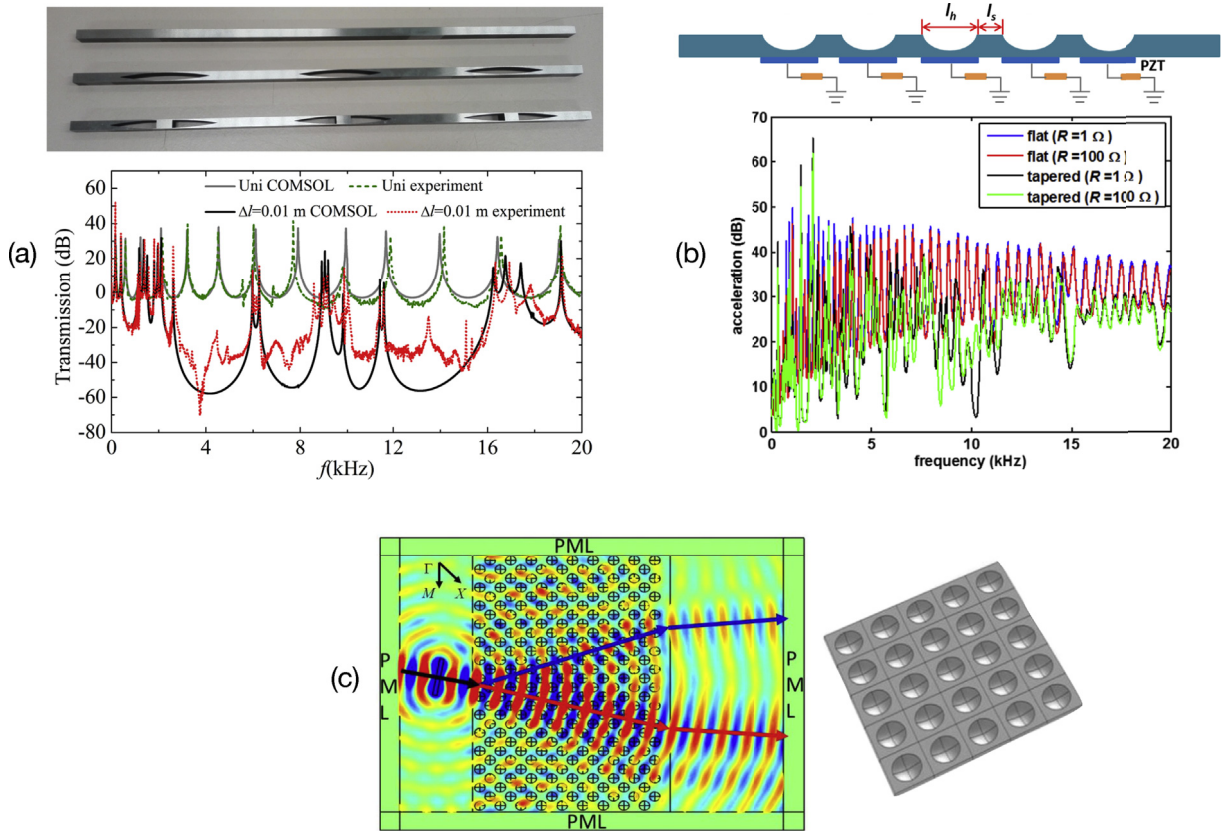 (a)
60
40
20
0
-20
-40
-60
-80
Transmission (dB)
Uni COMSOL
Uni experiment
Δl=0.01 m COMSOL
Δl=0.01 m experiment
0
4
8
12
16
20
f(kHz)
(b)
l_h
l_s
PZT
70
60
50
40
30
20
10
0
acceleration (dB)
flat (R =1 Ω)
flat (R =100 Ω)
tapered (R =1 Ω)
tapered (R =100 Ω)
0
5
10
15
20
frequency (kHz)
(c)
PML
Γ
M
X
PML
PML
PML